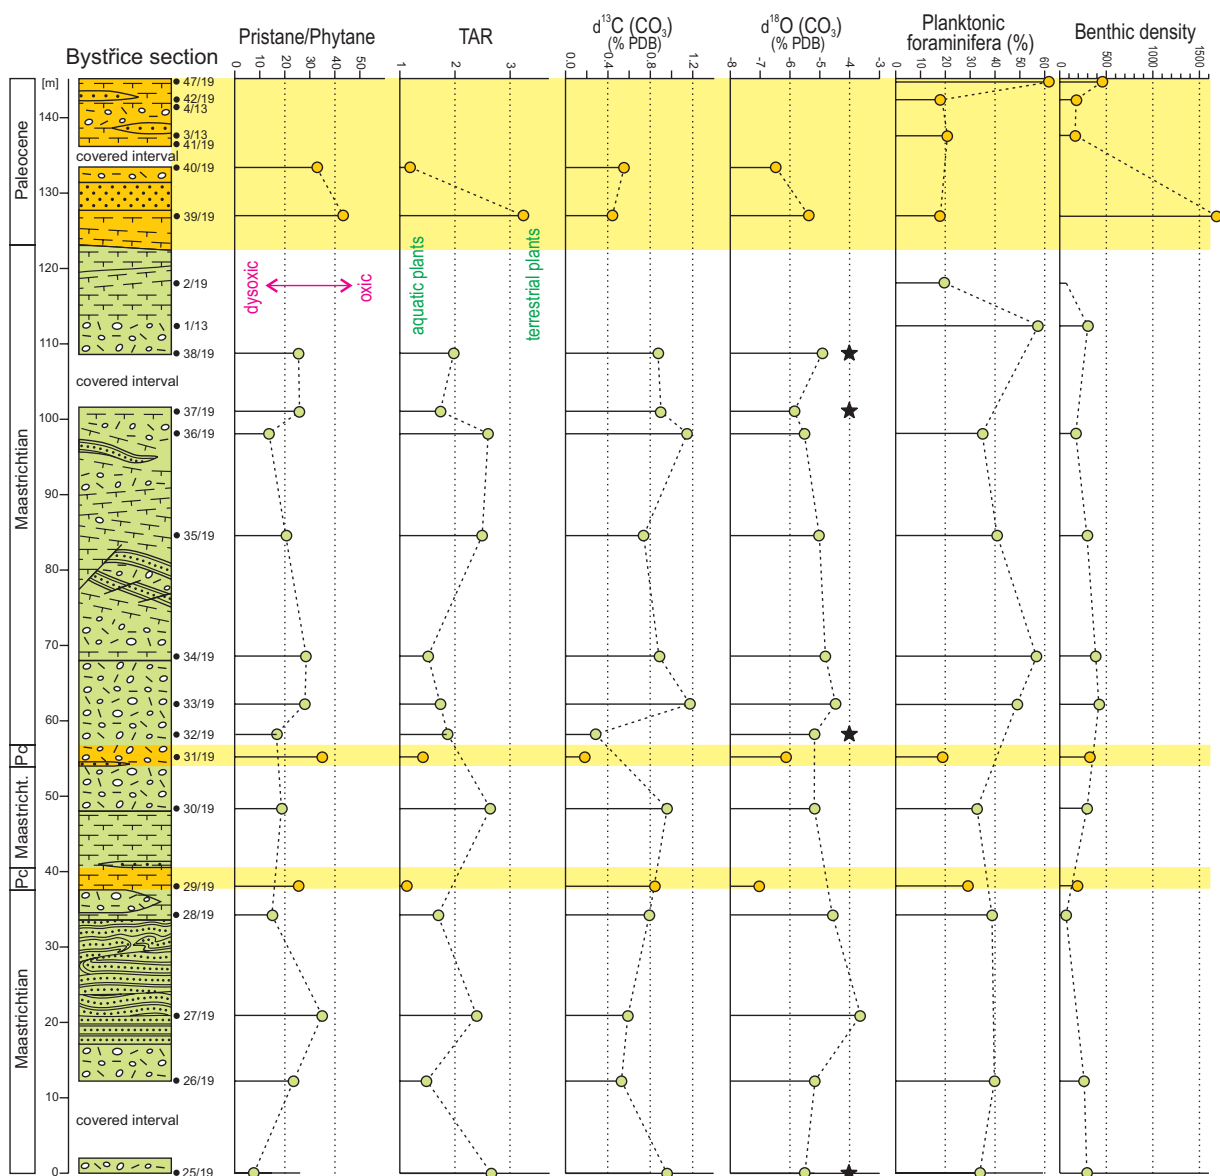 Bystřice section
Pristane/Phytane
TAR
d¹³C (CO₃)
(% PDB)
d¹⁸O (CO₃)
(% PDB)
Planktonic
foraminifera (%)
Benthic density
0 10 20 30 40 50
1 2 3
0.0 0.4 0.8 1.2
-8 -7 -6 -5 -4 -3
0 10 20 30 40 50 60
0 500 1000 1500
[m]
47/19
42/19
4/13
140
3/13
41/19
covered interval
40/19
130
39/19
Paleocene
120
2/19
dysoxic
oxic
aquatic plants
terrestrial plants
1/13
110
38/19
covered interval
37/19
100
36/19
90
35/19
80
Maastrichtian
70
34/19
33/19
60
32/19
Pc
31/19
50
30/19
Maastricht.
40
Pc
29/19
28/19
30
27/19
20
Maastrichtian
26/19
10
covered interval
0
25/19